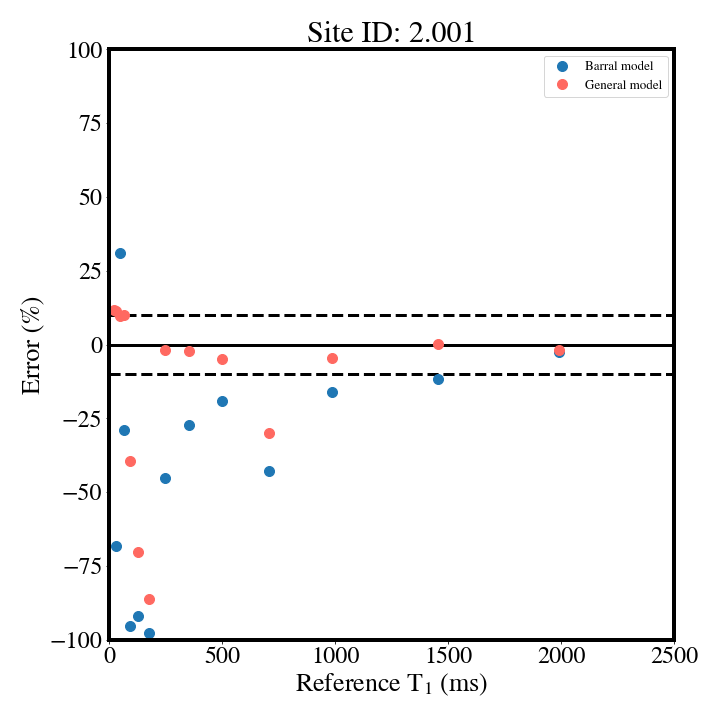 Site ID: 2.001
Barral model
General model
100
75
50
25
0
−25
−50
−75
−100
Error (%)
0 500 1000 1500 2000 2500
Reference T₁ (ms)